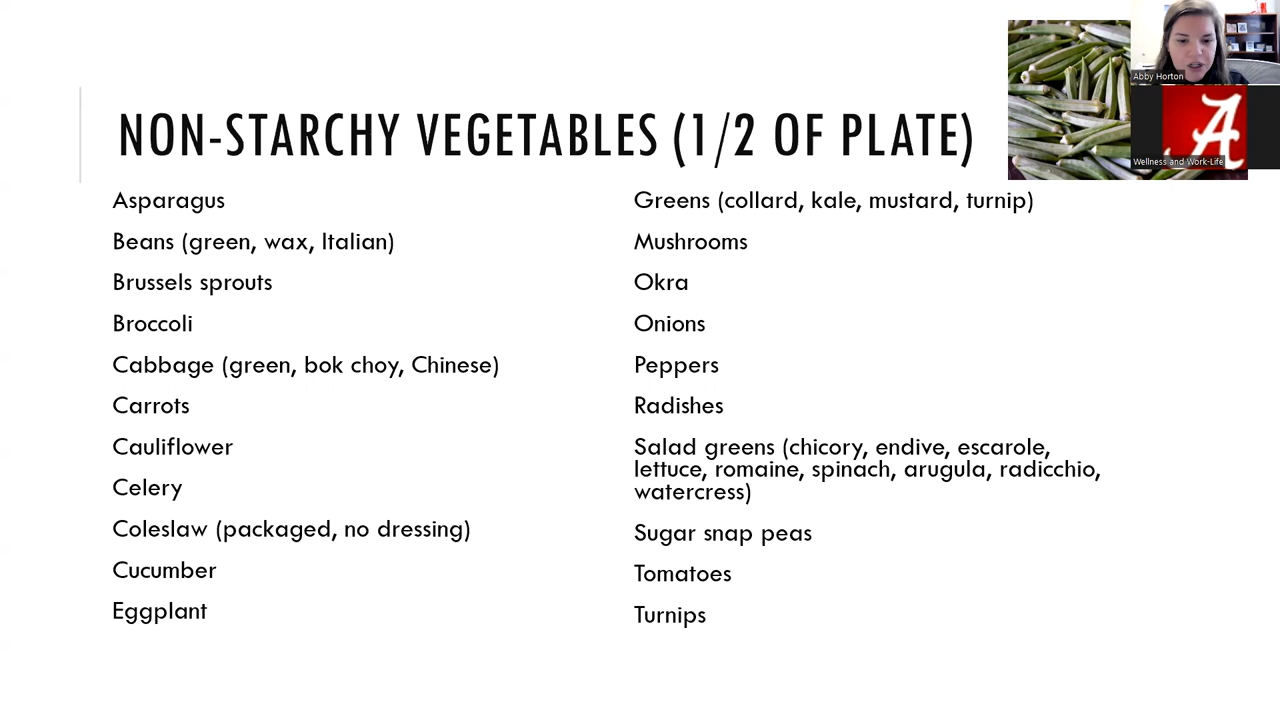 NON-STARCHY VEGETABLES (1/2 OF PLATE)
Asparagus
Beans (green, wax, Italian)
Brussels sprouts
Broccoli
Cabbage (green, bok choy, Chinese)
Carrots
Cauliflower
Celery
Coleslaw (packaged, no dressing)
Cucumber
Eggplant
Greens (collard, kale, mustard, turnip)
Mushrooms
Okra
Onions
Peppers
Radishes
Salad greens (chicory, endive, escarole,
lettuce, romaine, spinach, arugula, radicchio,
watercress)
Sugar snap peas
Tomatoes
Turnips
Abby Horton
A
Wellness and Work-Life